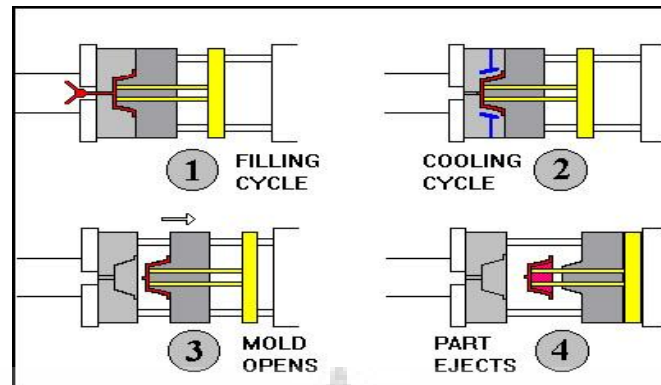 1 FILLING
CYCLE
COOLING 2
CYCLE
3 MOLD
OPENS
PART 4
EJECTS